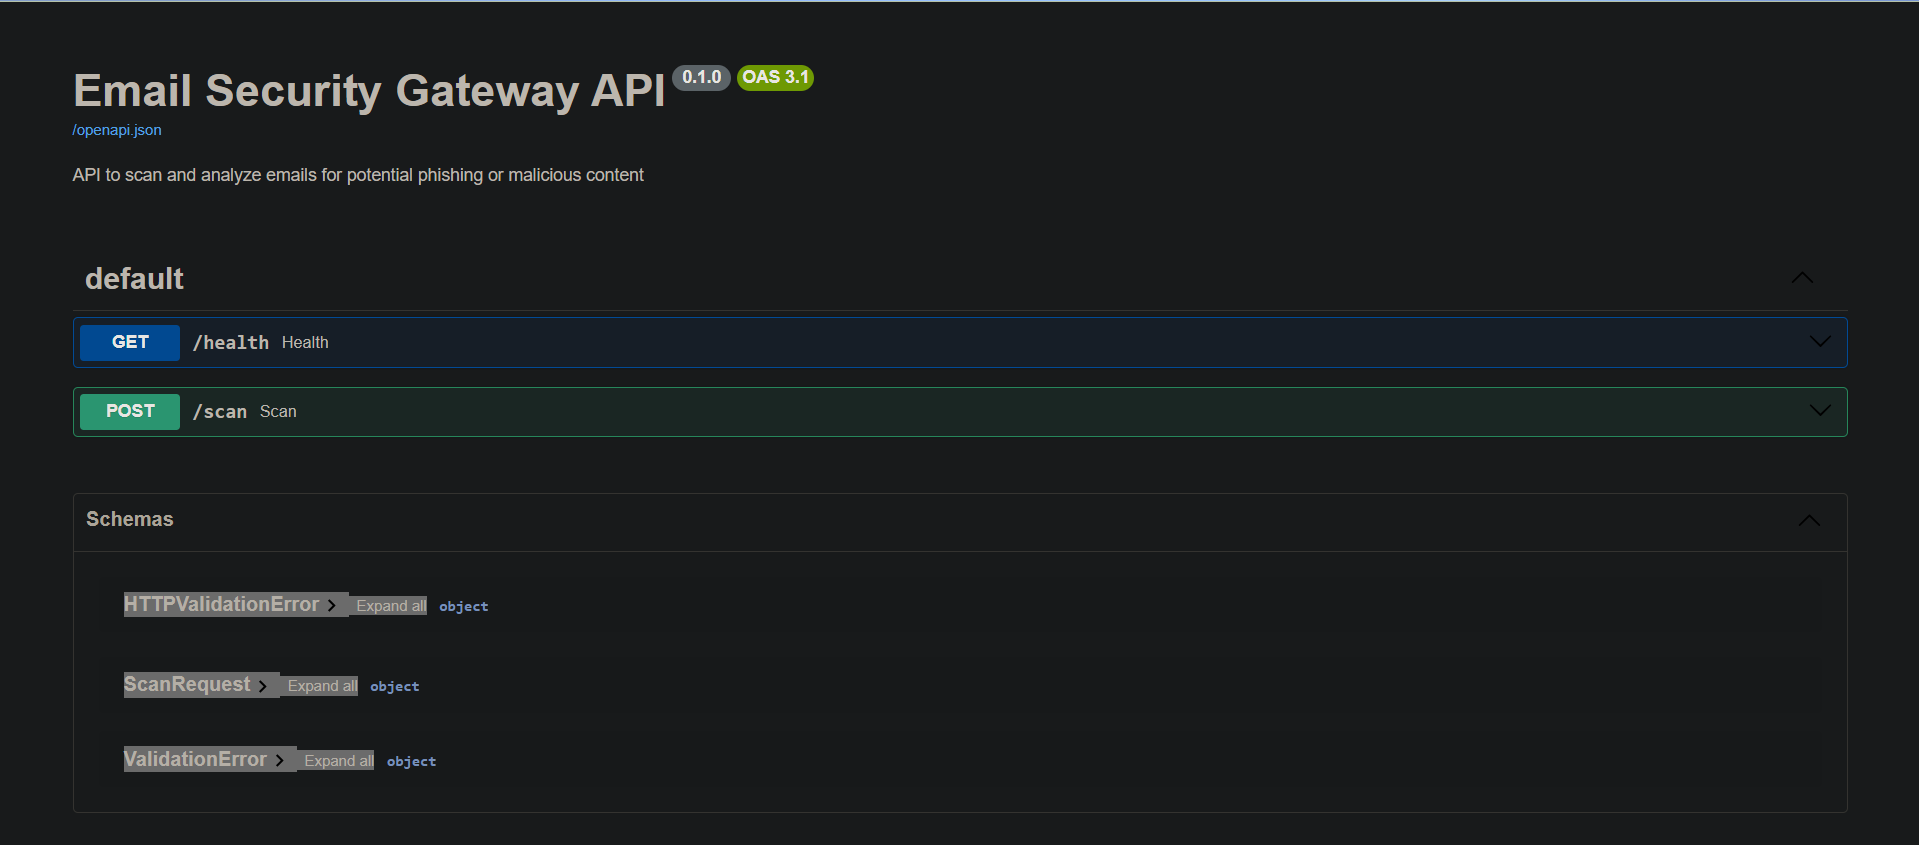 Email Security Gateway API 0.1.0 OAS 3.1
/openapi.json
API to scan and analyze emails for potential phishing or malicious content
default
GET /health Health
POST /scan Scan
Schemas
HTTPValidationError Expand all object
ScanRequest Expand all object
ValidationError Expand all object